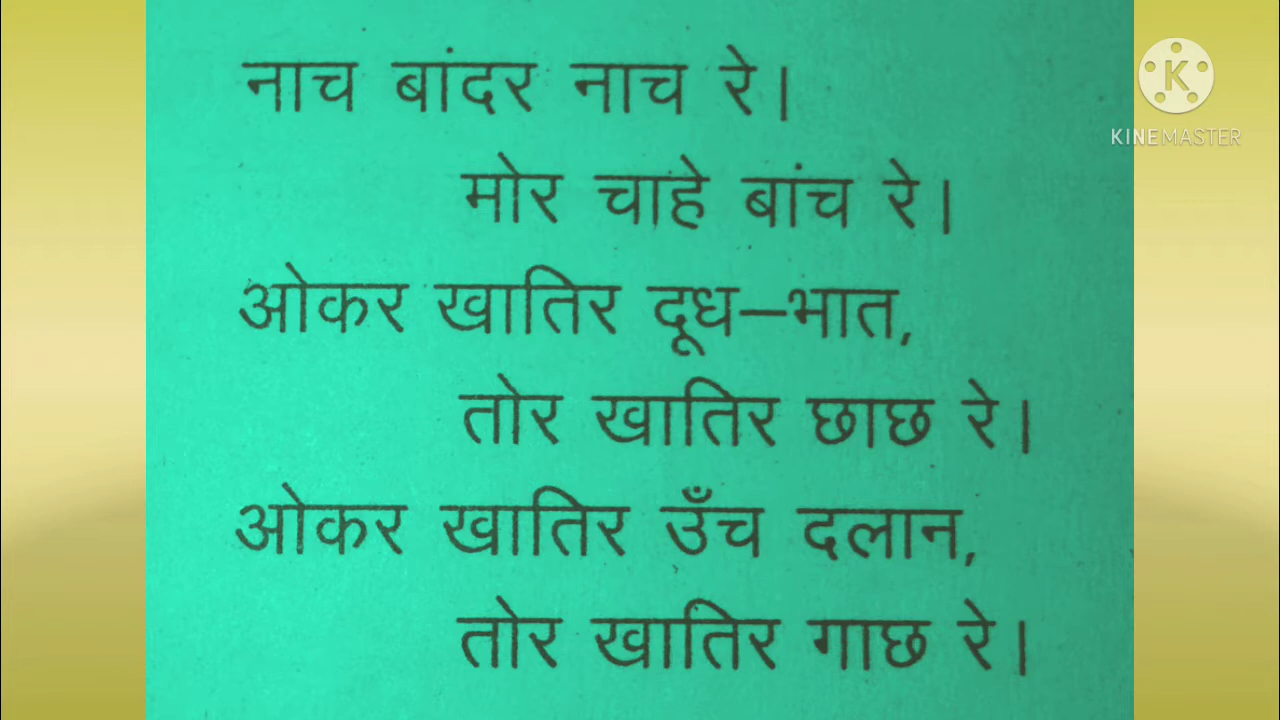 नाच बांदर नाच रे।
मोर चाहे बांच रे।
ओकर खातिर दूध–भात,
तोर खातिर छाछ रे।
ओकर खातिर उँच दलान,
तोर खातिर गाछ रे।
K
KINEMASTER